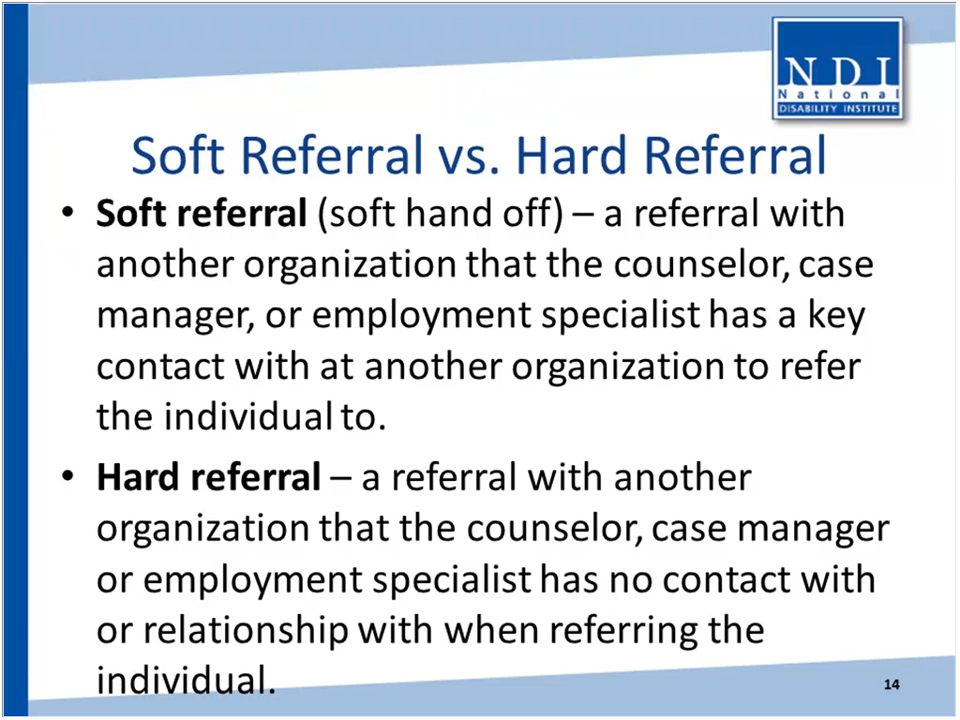 NDI
National
DISABILITY INSTITUTE
Soft Referral vs. Hard Referral
• Soft referral (soft hand off) – a referral with
another organization that the counselor, case
manager, or employment specialist has a key
contact with at another organization to refer
the individual to.
• Hard referral – a referral with another
organization that the counselor, case manager
or employment specialist has no contact with
or relationship with when referring the
individual.
14